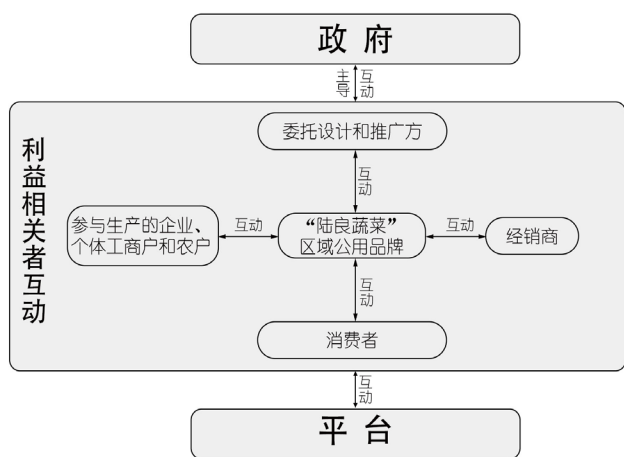 政府
主导 互动
委托设计和推广方
利益相关者互动
互动
参与生产的企业、
个体工商户和农户
互动
“陆良蔬菜”
区域公用品牌
互动
经销商
互动
消费者
互动
平台